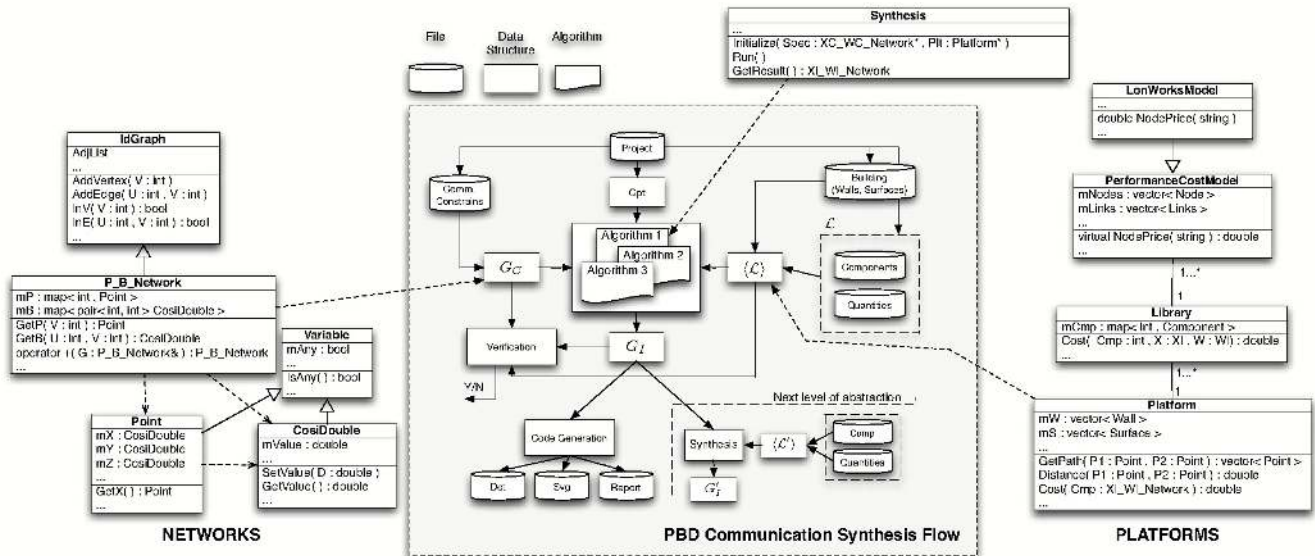 File
Data
Structure
Algorithm
Synthesis
...
Initialize( Spec : XC_WC_Network* , Plt : Platform* )
Run( )
GetResult( ) : XI_WI_Network
IdGraph
AdjList
...
AddVertex( V : int )
AddEdge( U : int , V : int )
InV( V : int ) : bool
InE( U : int , V : int ) : bool
...
P_B_Network
mP : map< int , Point >
mB : map< pair< int, int > CosiDouble >
GetP( V : int ) : Point
GetB( U : int , V : int ) : CosiDouble
operator +( G : P_B_Network& ) : P_B_Network
...
Variable
mAny : bool
...
IsAny( ) : bool
...
Point
mX : CosiDouble
mY : CosiDouble
mZ : CosiDouble
...
GetX( ) : Point
...
CosiDouble
mValue : double
...
SetValue( D : double )
GetValue( ) : double
...
NETWORKS
Project
Comm
Constrains
Opt
Building
(Walls, Surfaces)
Algorithm 1
Algorithm 2
Algorithm 3
G_C
⟨L⟩
L
Components
Quantities
Verification
G_I
Y/N
Next level of abstraction
Code Generation
Synthesis
⟨L'⟩
Comp
Quantities
Dot
Svg
Report
G'_I
PBD Communication Synthesis Flow
LonWorksModel
...
double NodePrice( string )
...
PerformanceCostModel
mNodes : vector< Node >
mLinks : vector< Links >
...
virtual NodePrice( string ) : double
...
1...*
1
Library
mCmp : map< Int , Component >
Cost( Cmp : int , X : XI , W : WI) : double
...
1...*
1
Platform
mW : vector< Wall >
mS : vector< Surface >
...
GetPath( P1 : Point , P2 : Point ) : vector< Point >
Distance( P1 : Point , P2 : Point ) : double
Cost( Cmp : XI_WI_Network ) : double
...
PLATFORMS